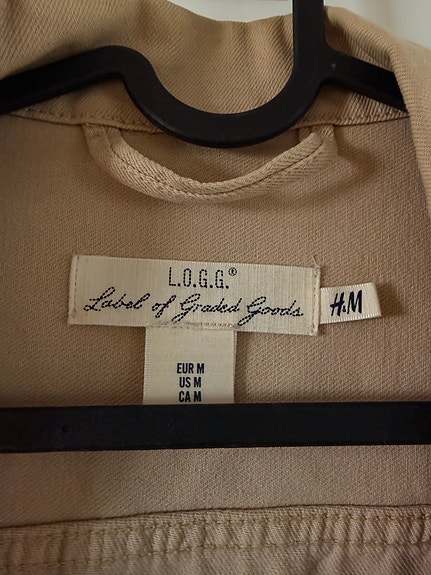 L.O.G.G.®
Label of Graded Goods
H&M
EUR M
US M
CA M